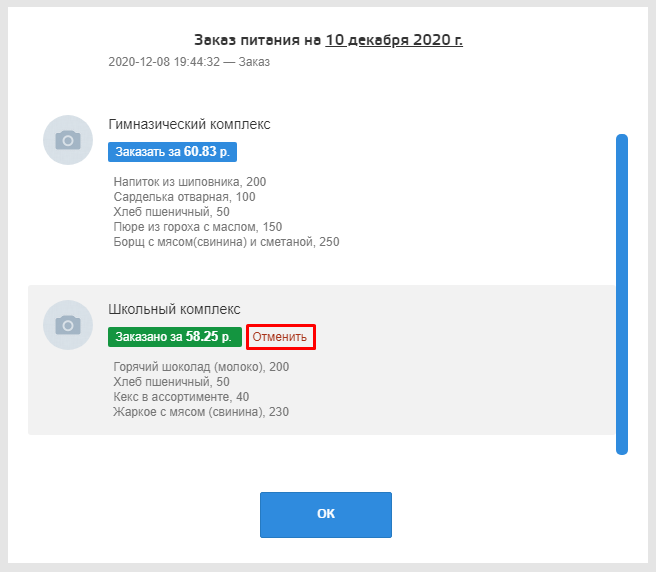 Заказ питания на 10 декабря 2020 г.
2020-12-08 19:44:32 — Заказ
Гимназический комплекс
Заказать за 60.83 р.
Напиток из шиповника, 200
Сарделька отварная, 100
Хлеб пшеничный, 50
Пюре из гороха с маслом, 150
Борщ с мясом(свинина) и сметаной, 250
Школьный комплекс
Заказано за 58.25 р. Отменить
Горячий шоколад (молоко), 200
Хлеб пшеничный, 50
Кекс в ассортименте, 40
Жаркое с мясом (свинина), 230
ОК